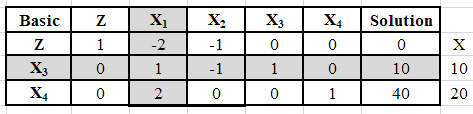 Basic Z X₁ X₂ X₃ X₄ Solution
Z 1 -2 -1 0 0 0 X
X₃ 0 1 -1 1 0 10 10
X₄ 0 2 0 0 1 40 20